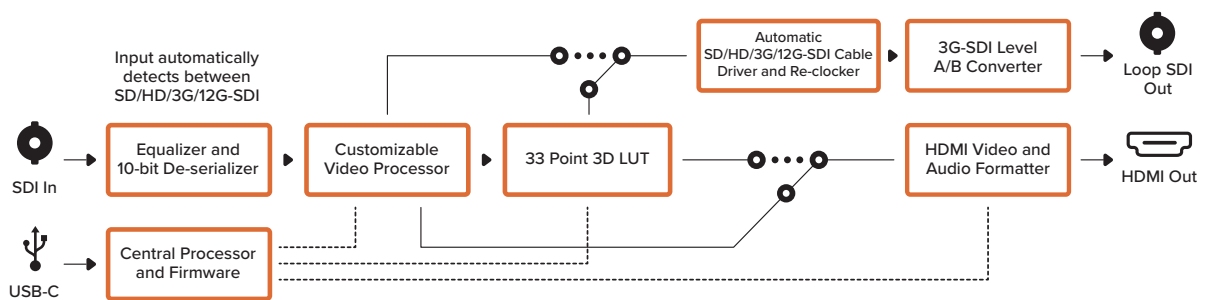 Input automatically
detects between
SD/HD/3G/12G-SDI
Automatic
SD/HD/3G/12G-SDI Cable
Driver and Re-clocker
3G-SDI Level
A/B Converter
Loop SDI
Out
SDI In
Equalizer and
10-bit De-serializer
Customizable
Video Processor
33 Point 3D LUT
HDMI Video and
Audio Formatter
HDMI Out
USB-C
Central Processor
and Firmware